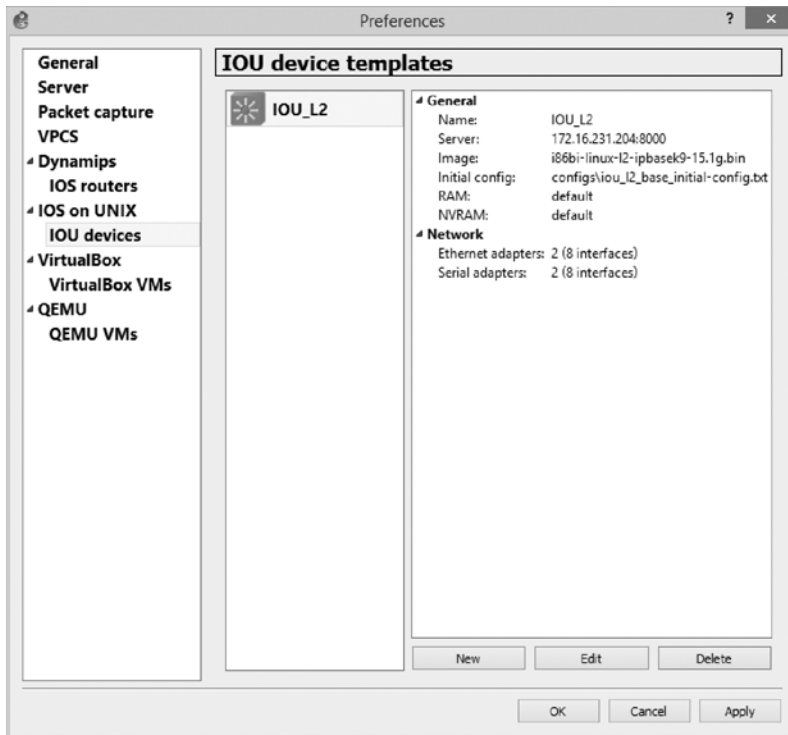 Preferences
?
×
General
Server
Packet capture
VPCS
Dynamips
IOS routers
IOS on UNIX
IOU devices
VirtualBox
VirtualBox VMs
QEMU
QEMU VMs
IOU device templates
IOU_L2
General
Name: IOU_L2
Server: 172.16.231.204:8000
Image: i86bi-linux-l2-ipbasek9-15.1g.bin
Initial config: configs\iou_l2_base_initial-config.txt
RAM: default
NVRAM: default
Network
Ethernet adapters: 2 (8 interfaces)
Serial adapters: 2 (8 interfaces)
New Edit Delete
OK Cancel Apply